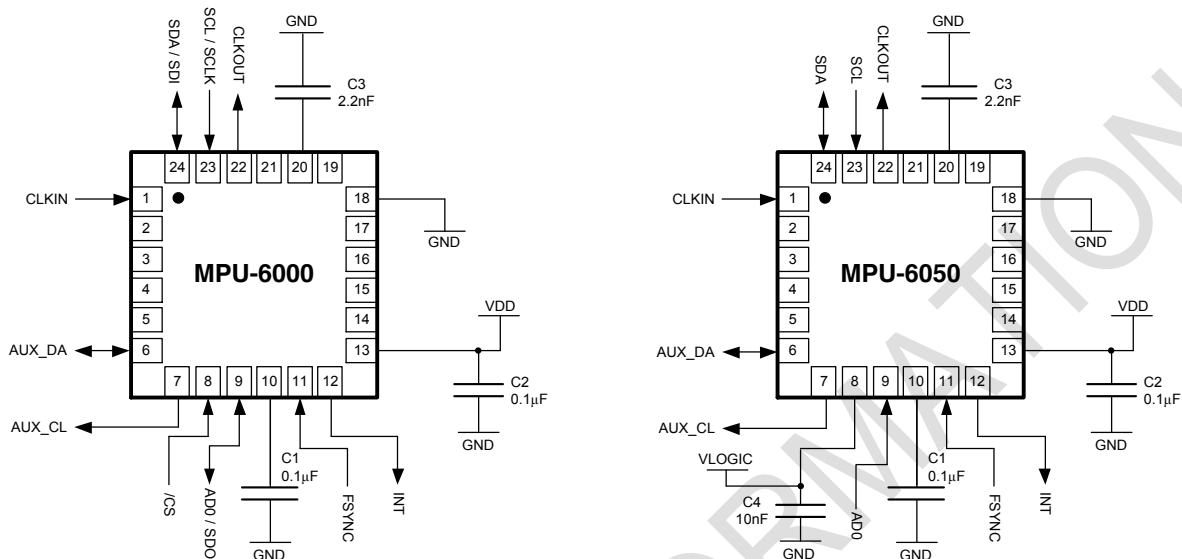 GND
SDA / SDI
SCL / SCLK
CLKOUT
C3
2.2nF
24 23 22 21 20 19
CLKIN
1
2
3
4
5
6
18
17
16
15
14
13
MPU-6000
GND
VDD
AUX_DA
C2
0.1µF
GND
7 8 9 10 11 12
AUX_CL
/CS
AD0 / SDO
C1
0.1µF
GND
FSYNC
INT
GND
SDA
SCL
CLKOUT
C3
2.2nF
24 23 22 21 20 19
CLKIN
1
2
3
4
5
6
18
17
16
15
14
13
MPU-6050
GND
VDD
AUX_DA
C2
0.1µF
GND
7 8 9 10 11 12
AUX_CL
VLOGIC
C4
10nF
GND
AD0
C1
0.1µF
GND
FSYNC
INT